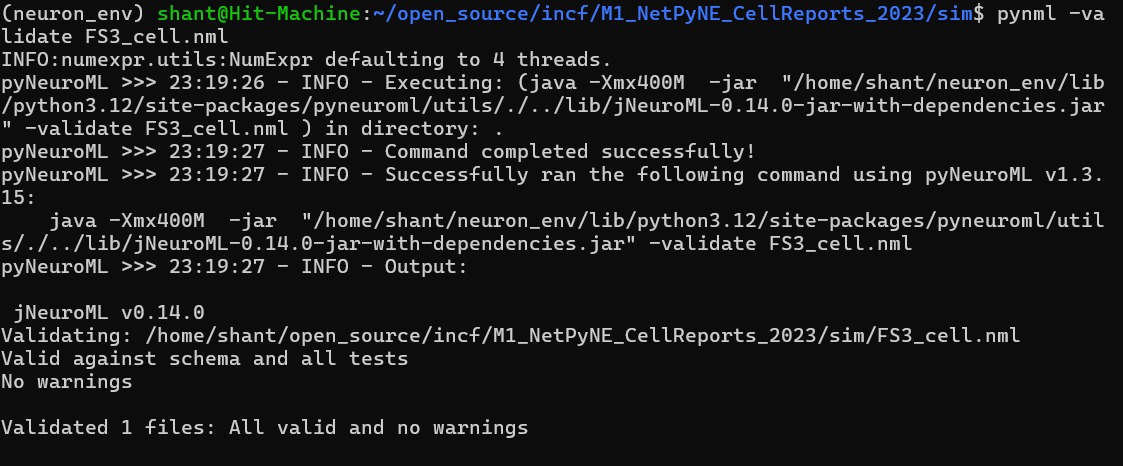 (neuron_env) shant@Hit-Machine:~/open_source/incf/M1_NetPyNE_CellReports_2023/sim$ pynml -va
lidate FS3_cell.nml
INFO:numexpr.utils:NumExpr defaulting to 4 threads.
pyNeuroML >>> 23:19:26 - INFO - Executing: (java -Xmx400M  -jar  "/home/shant/neuron_env/lib
/python3.12/site-packages/pyneuroml/utils/./../lib/jNeuroML-0.14.0-jar-with-dependencies.jar
" -validate FS3_cell.nml ) in directory: .
pyNeuroML >>> 23:19:27 - INFO - Command completed successfully!
pyNeuroML >>> 23:19:27 - INFO - Successfully ran the following command using pyNeuroML v1.3.
15:
    java -Xmx400M  -jar  "/home/shant/neuron_env/lib/python3.12/site-packages/pyneuroml/util
s/./../lib/jNeuroML-0.14.0-jar-with-dependencies.jar" -validate FS3_cell.nml
pyNeuroML >>> 23:19:27 - INFO - Output:

 jNeuroML v0.14.0
Validating: /home/shant/open_source/incf/M1_NetPyNE_CellReports_2023/sim/FS3_cell.nml
Valid against schema and all tests
No warnings

Validated 1 files: All valid and no warnings